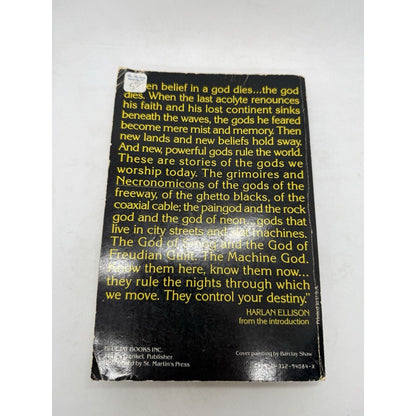 en belief in a god dies...the god
dies. When the last acolyte renounces
his faith and his lost continent sinks
beneath the waves, the gods he feared
become mere mist and memory. Then
new lands and new beliefs hold sway.
And new, powerful gods rule the world.
These are stories of the gods we
worship today. The grimoires and
Necronomicons of the gods of the
freeway, of the ghetto blacks, of the
coaxial cable; the paingod and the rock
god and the god of neon...gods that
live in city streets and slot machines.
The God of Smog and the God of
Freudian Guilt. The Machine God.
Know them here, know them now...
they rule the nights through which
we move. They control your destiny."
HARLAN ELLISON
from the introduction
BLUEJAY BOOKS INC.
Publisher
by St. Martin's Press
Cover painting by Barclay Shaw
312-94084-X